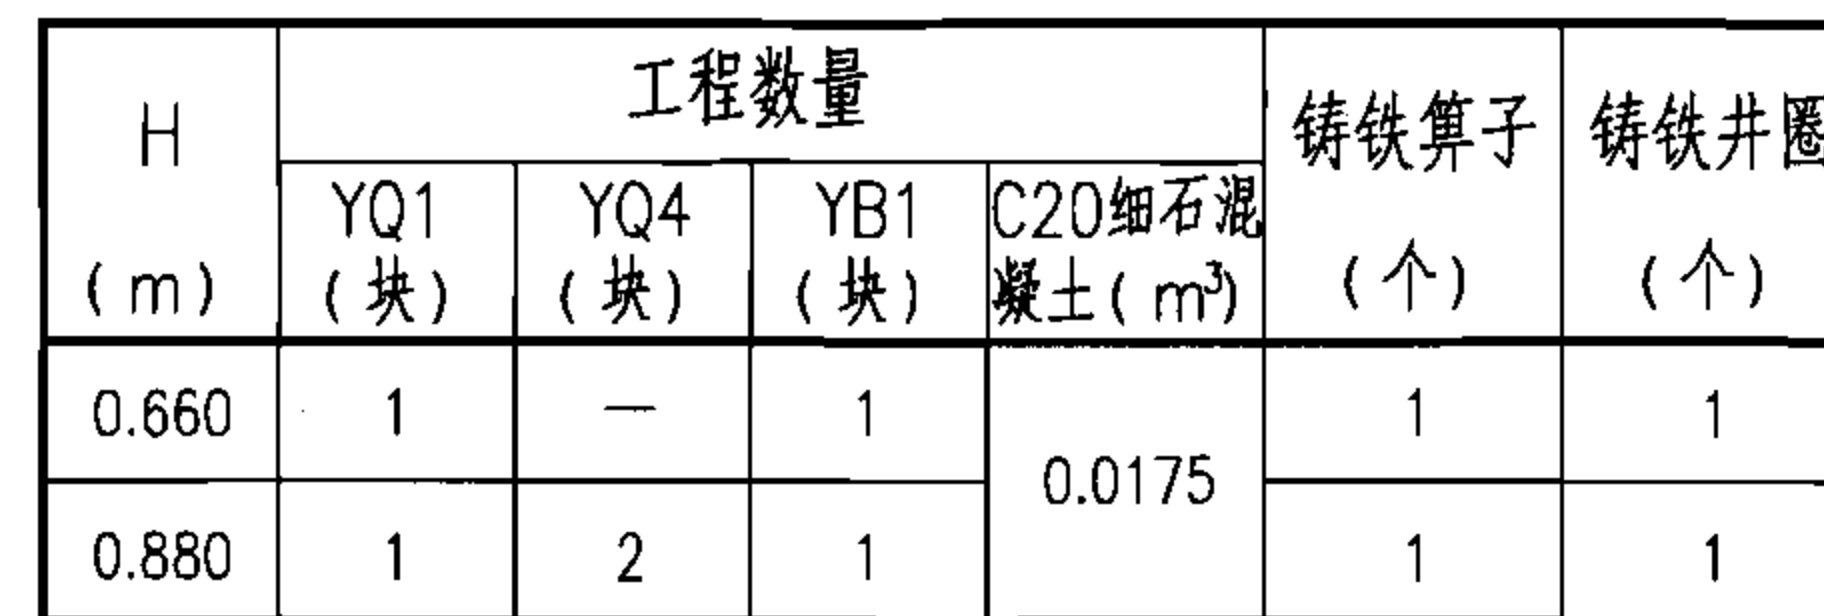 工程数量
H
(m)
铸铁箅子
(个)
铸铁井圈
(个)
YQ1
(块)
YQ4
(块)
YB1
(块)
C20细石混
凝土(m³)
0.660 1 — 1 1 1
0.0175
0.880 1 2 1 1 1